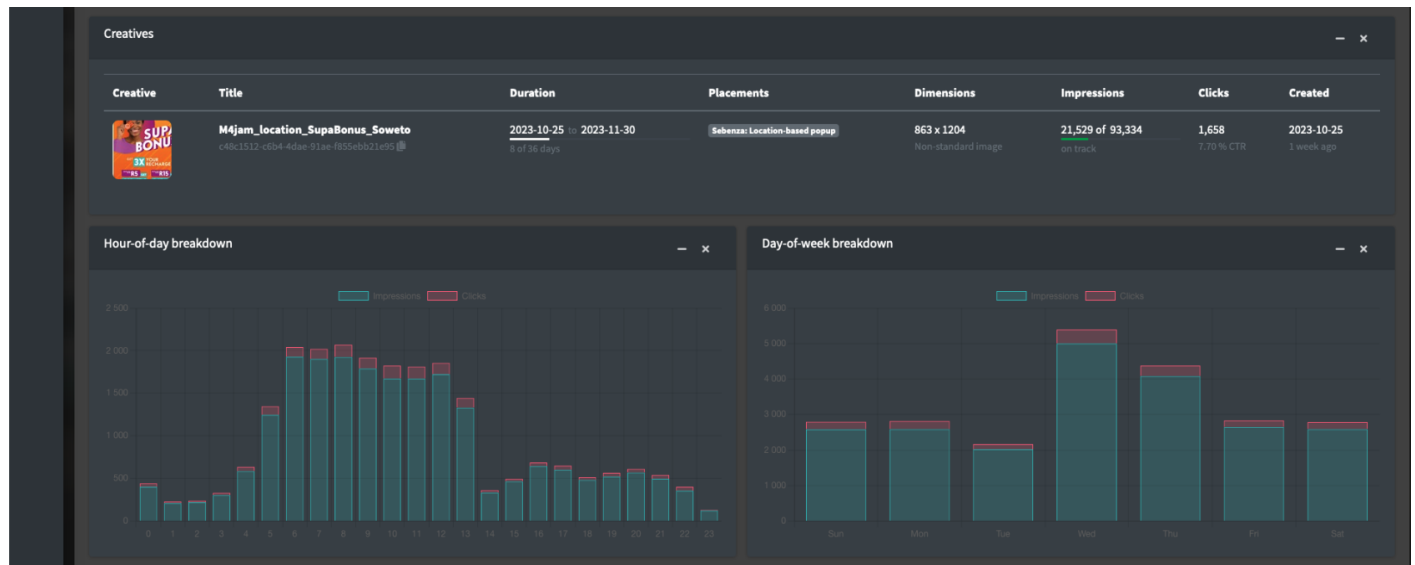 Creatives
Creative Title Duration Placements Dimensions Impressions Clicks Created
SUPA
BONU
3X YOUR
RECHARGE
R5 R15
M4jam_location_SupaBonus_Soweto 2023-10-25 to 2023-11-30 Sebenza: Location-based popup 863 x 1204 21,529 of 93,334 1,658 2023-10-25
c48c1512-c6b4-4dae-91ae-f855ebb21e95 8 of 36 days Non-standard image on track 7.70 % CTR 1 week ago
Hour-of-day breakdown
Impressions Clicks
2 500
2 000
1 500
1 000
500
0
0 1 2 3 4 5 6 7 8 9 10 11 12 13 14 15 16 17 18 19 20 21 22 23
Day-of-week breakdown
Impressions Clicks
6 000
5 000
4 000
3 000
2 000
1 000
0
Sun Mon Tue Wed Thu Fri Sat